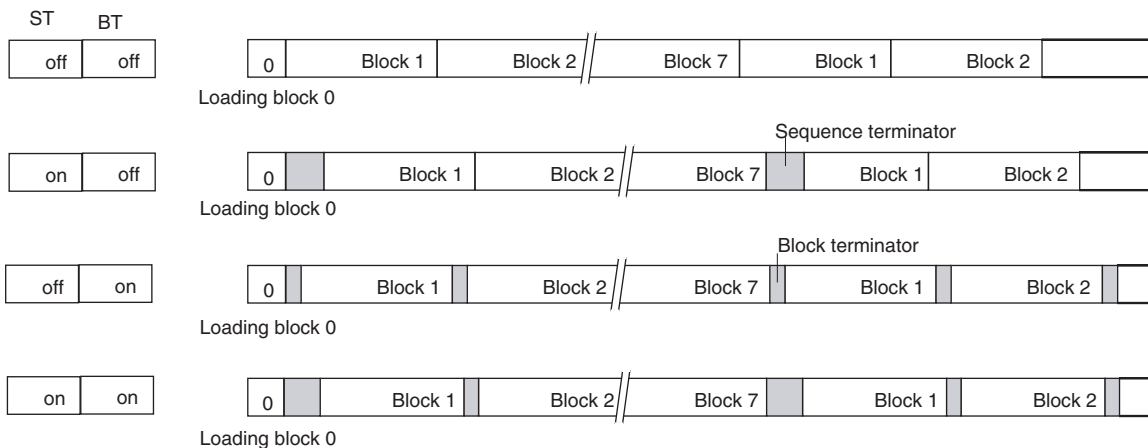 ST BT
off off 0 Block 1 Block 2 Block 7 Block 1 Block 2
Loading block 0
Sequence terminator
on off 0 Block 1 Block 2 Block 7 Block 1 Block 2
Loading block 0
Block terminator
off on 0 Block 1 Block 2 Block 7 Block 1 Block 2
Loading block 0
on on 0 Block 1 Block 2 Block 7 Block 1 Block 2
Loading block 0